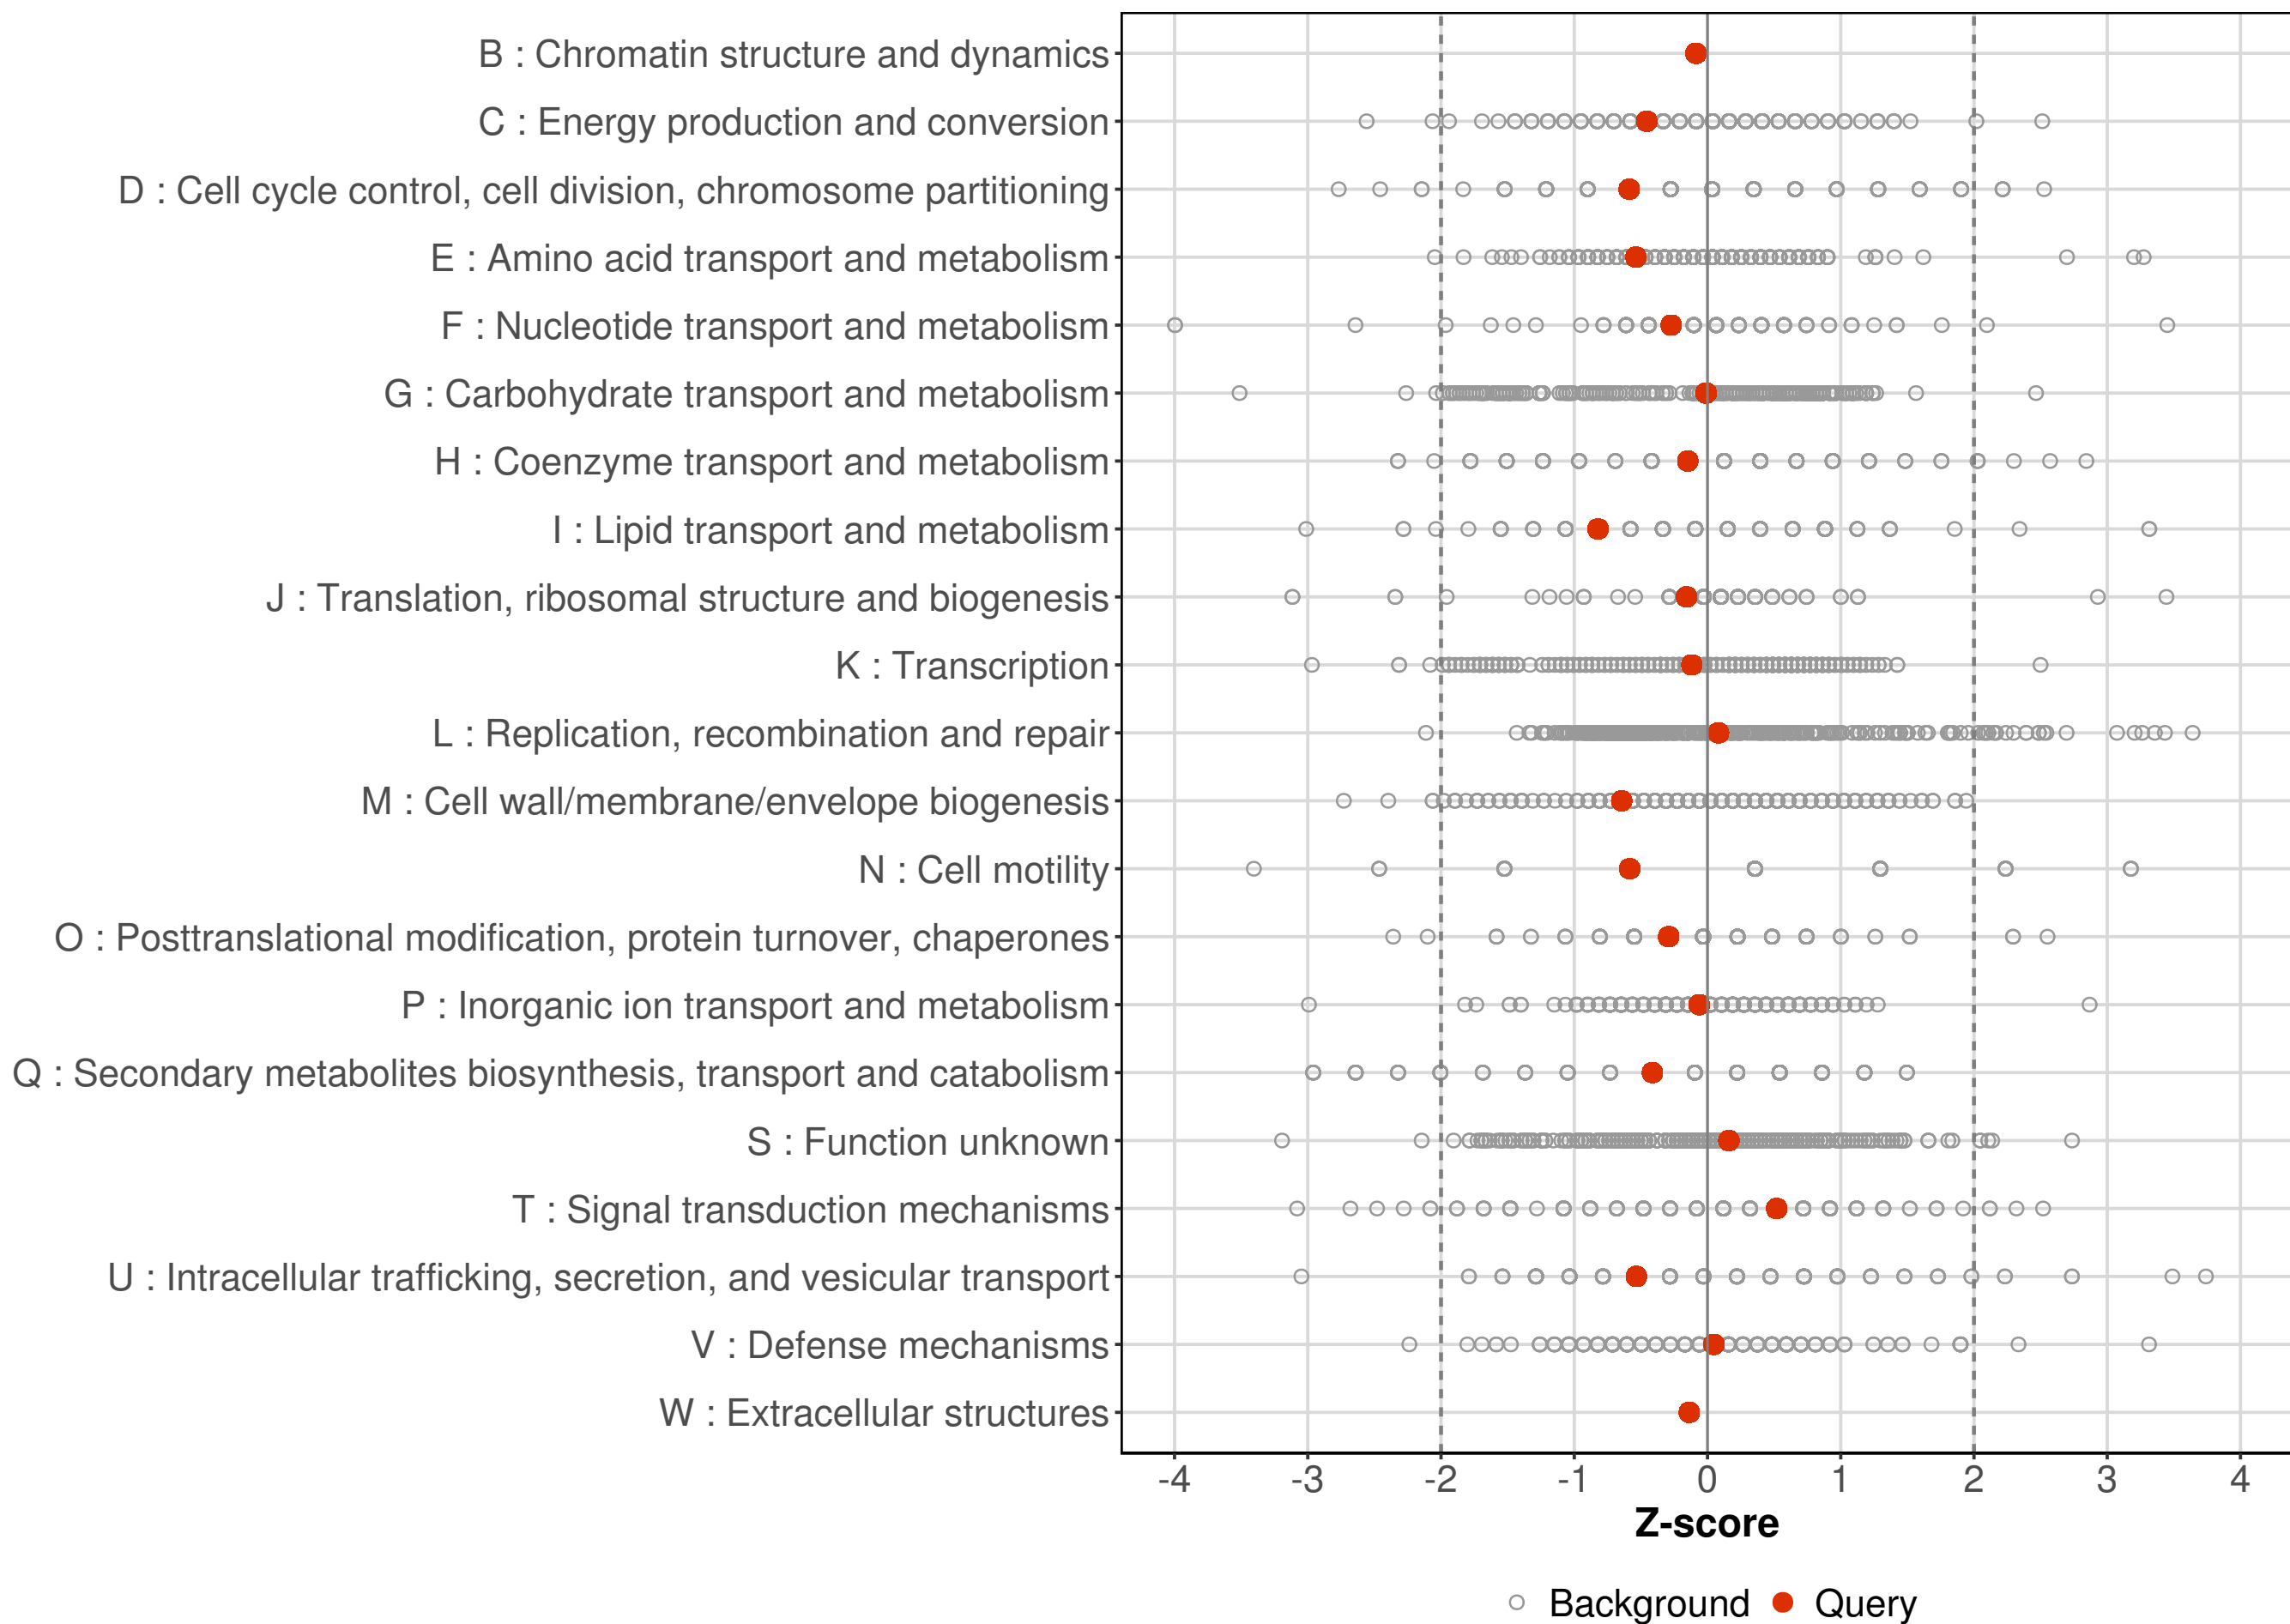 B : Chromatin structure and dynamics
C : Energy production and conversion
D : Cell cycle control, cell division, chromosome partitioning
E : Amino acid transport and metabolism
F : Nucleotide transport and metabolism
G : Carbohydrate transport and metabolism
H : Coenzyme transport and metabolism
I : Lipid transport and metabolism
J : Translation, ribosomal structure and biogenesis
K : Transcription
L : Replication, recombination and repair
M : Cell wall/membrane/envelope biogenesis
N : Cell motility
O : Posttranslational modification, protein turnover, chaperones
P : Inorganic ion transport and metabolism
Q : Secondary metabolites biosynthesis, transport and catabolism
S : Function unknown
T : Signal transduction mechanisms
U : Intracellular trafficking, secretion, and vesicular transport
V : Defense mechanisms
W : Extracellular structures
-4 -3 -2 -1 0 1 2 3 4
Z-score
Background Query